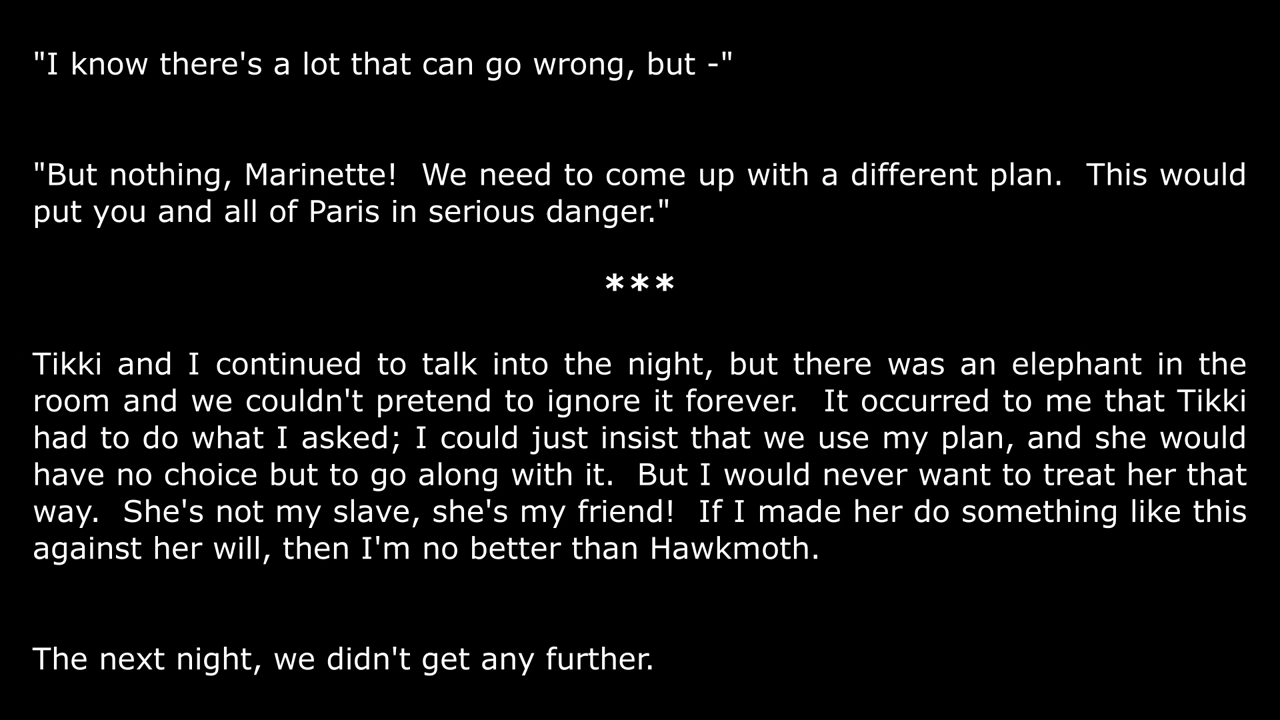 "I know there's a lot that can go wrong, but -"
"But nothing, Marinette!  We need to come up with a different plan.  This would
put you and all of Paris in serious danger."
***
Tikki and I continued to talk into the night, but there was an elephant in the
room and we couldn't pretend to ignore it forever.  It occurred to me that Tikki
had to do what I asked; I could just insist that we use my plan, and she would
have no choice but to go along with it.  But I would never want to treat her that
way.  She's not my slave, she's my friend!  If I made her do something like this
against her will, then I'm no better than Hawkmoth.
The next night, we didn't get any further.